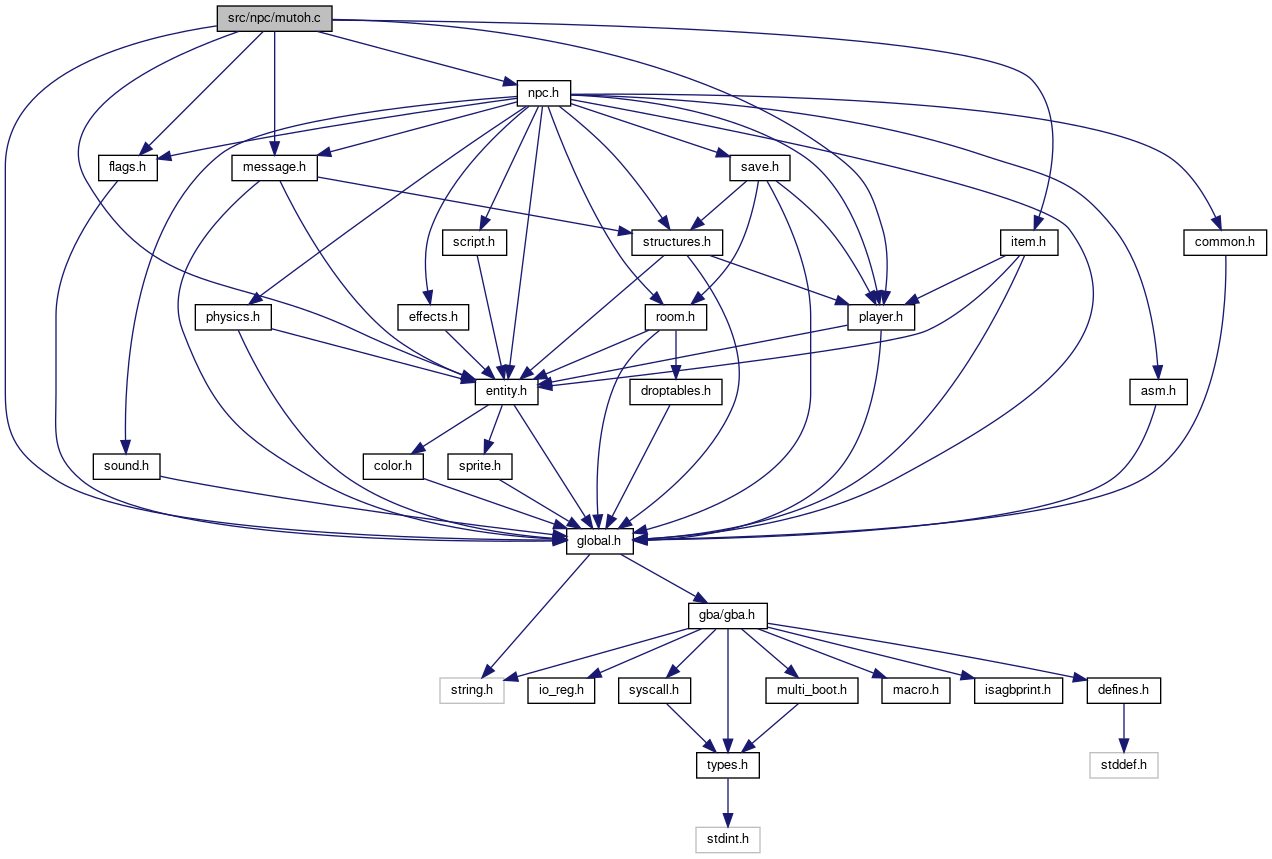 src/npc/mutoh.c
npc.h
flags.h
message.h
save.h
script.h
structures.h
item.h
common.h
physics.h
effects.h
room.h
player.h
entity.h
droptables.h
asm.h
sound.h
color.h
sprite.h
global.h
gba/gba.h
string.h
io_reg.h
syscall.h
multi_boot.h
macro.h
isagbprint.h
defines.h
types.h
stddef.h
stdint.h